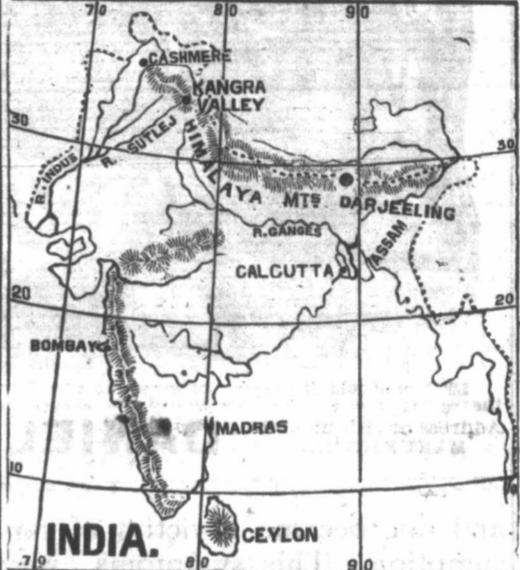 70 80 90
CASHMERE
KANGRA
VALLEY
30 30
R. INDUS
R. SUTLEJ
HIMALAYA MTS
DARJEELING
R.GANGES
ASSAM
CALCUTTA
20 20
BOMBAY
MADRAS
10
INDIA.
CEYLON
80 90